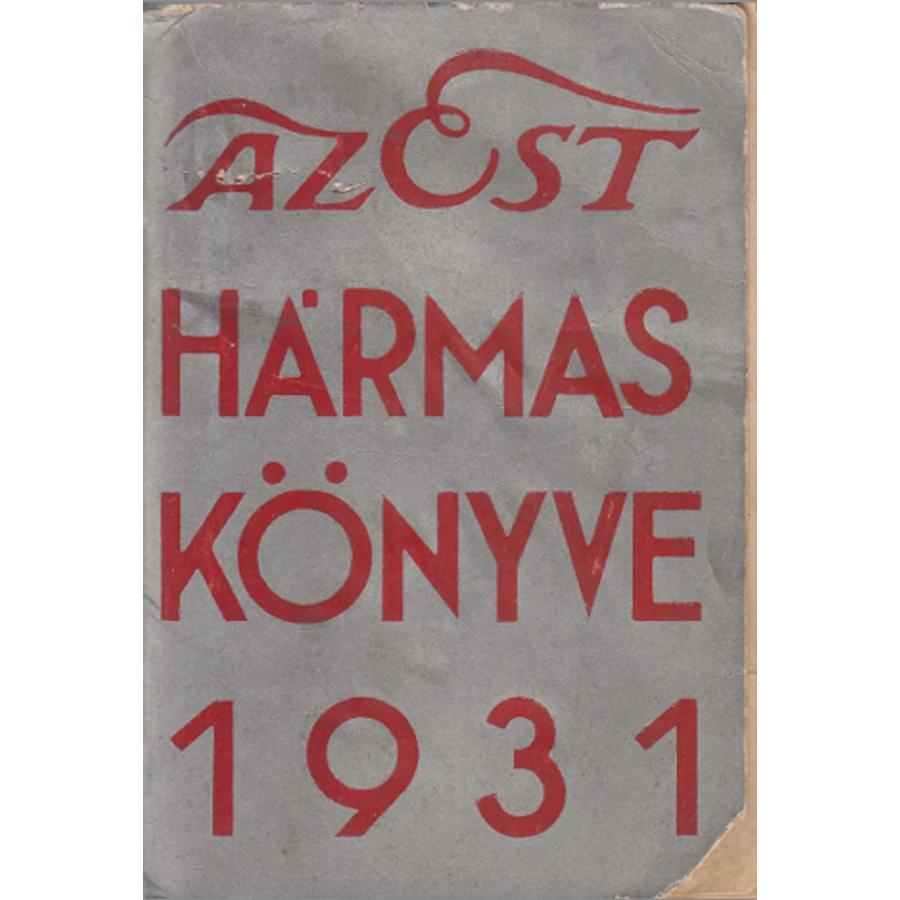 AZ EST
HÁRMAS
KÖNYVE
1931